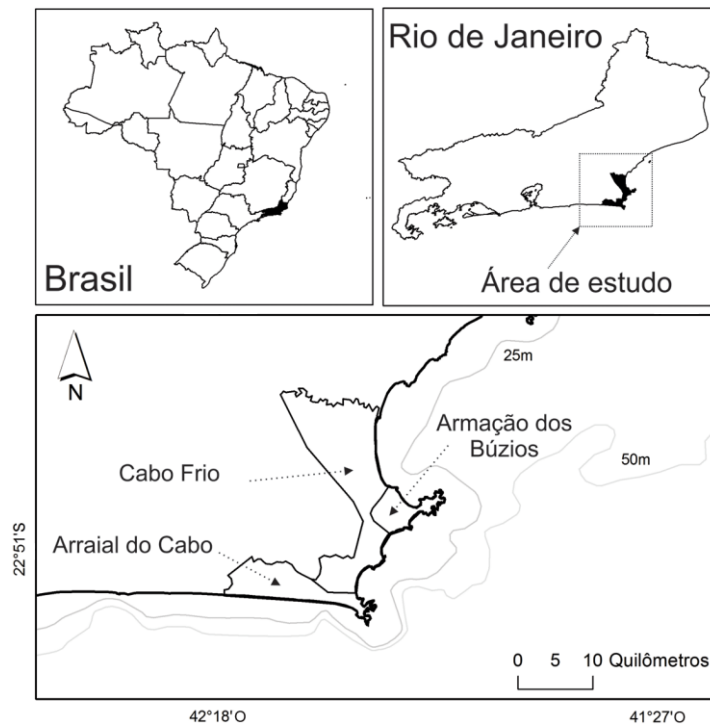 Brasil
Rio de Janeiro
Área de estudo
N
25m
50m
Armação dos
Búzios
Cabo Frio
Arraial do Cabo
22°51'S
0 5 10 Quilômetros
42°18'O
41°27'O